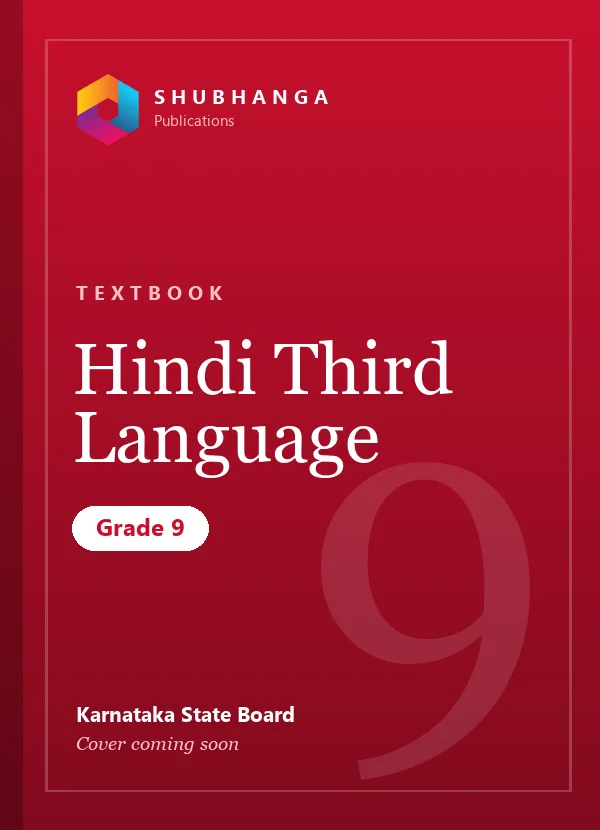 SHUBHANGA
Publications
TEXTBOOK
Hindi Third
Language
Grade 9
9
Karnataka State Board
Cover coming soon